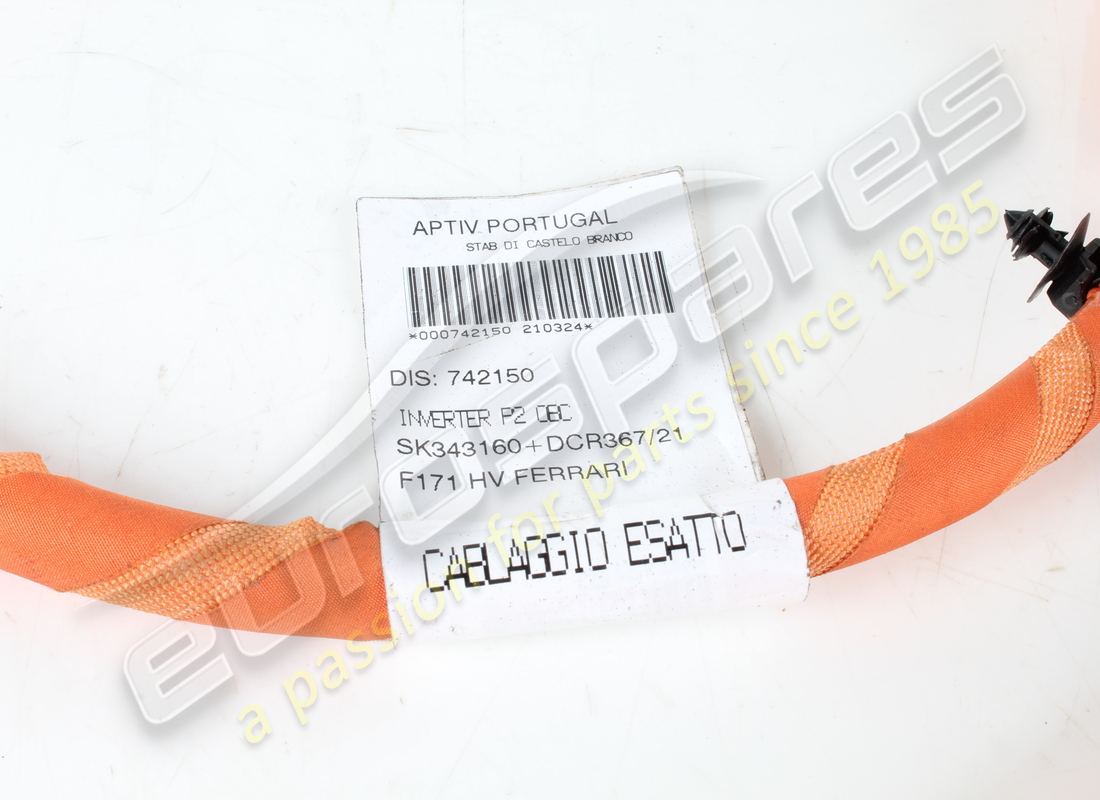 APTIV PORTUGAL
STAB DI CASTELO BRANCO
*000742150 210324*
DIS: 742150
INVERTER P2 OBC
SK343160+DCR367/21
F171 HV FERRARI
CABLAGGIO ESATTO
eurospares
a passion for parts since 1985